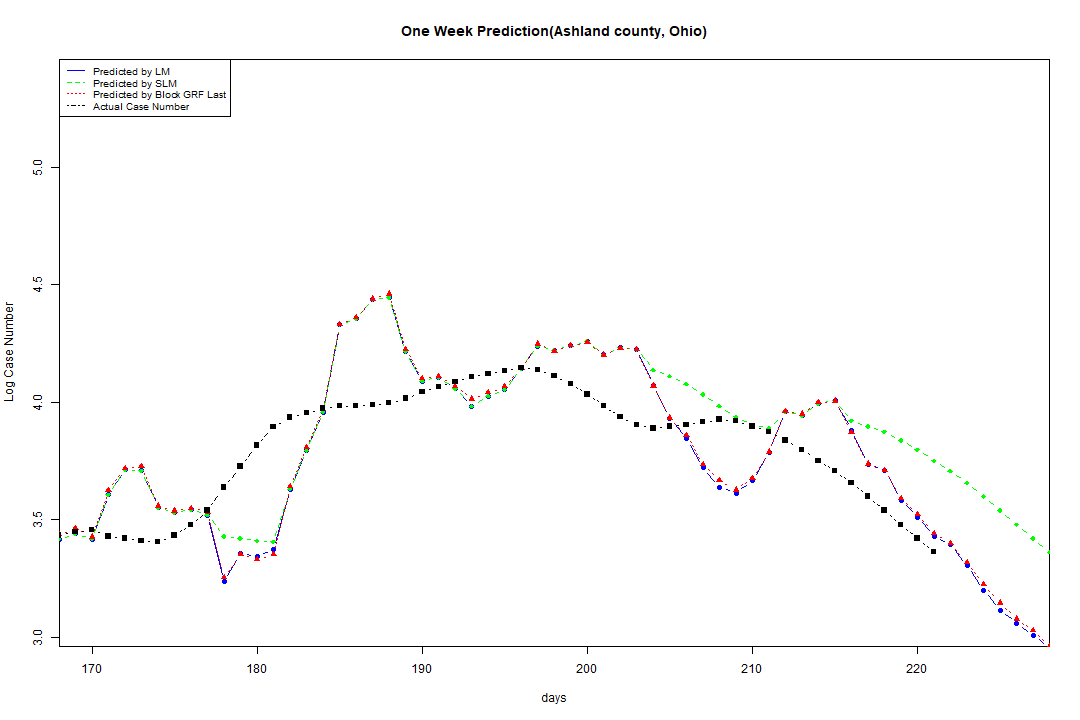 One Week Prediction(Ashland county, Ohio)
Predicted by LM
Predicted by SLM
Predicted by Block GRF Last
Actual Case Number
5.0
4.5
4.0
3.5
3.0
Log Case Number
170 180 190 200 210 220
days